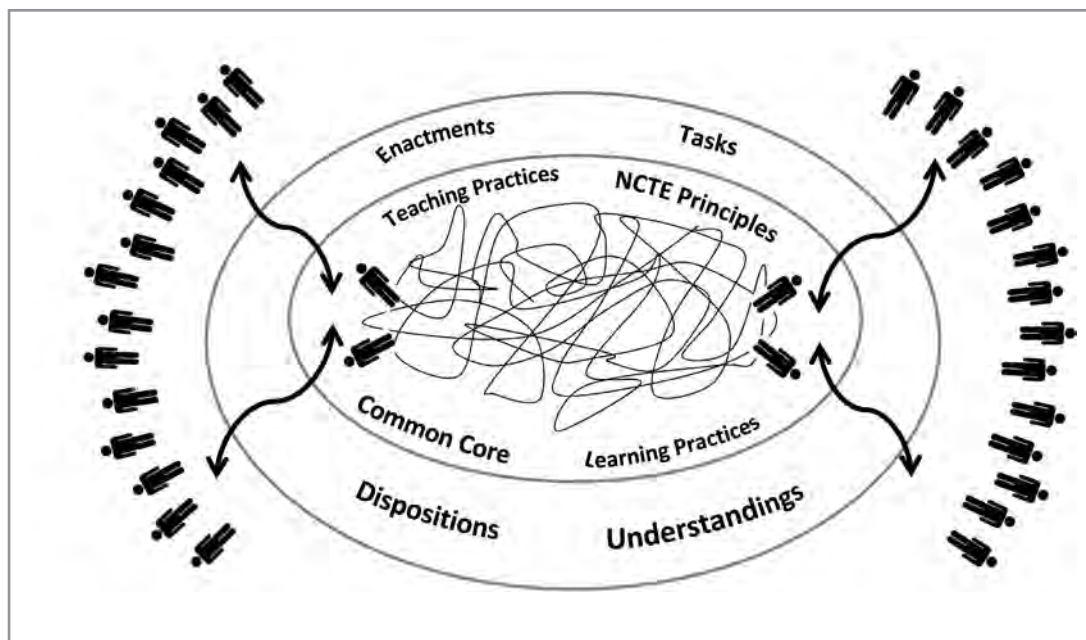 Enactments
Tasks
Teaching Practices
NCTE Principles
Common Core
Learning Practices
Dispositions
Understandings